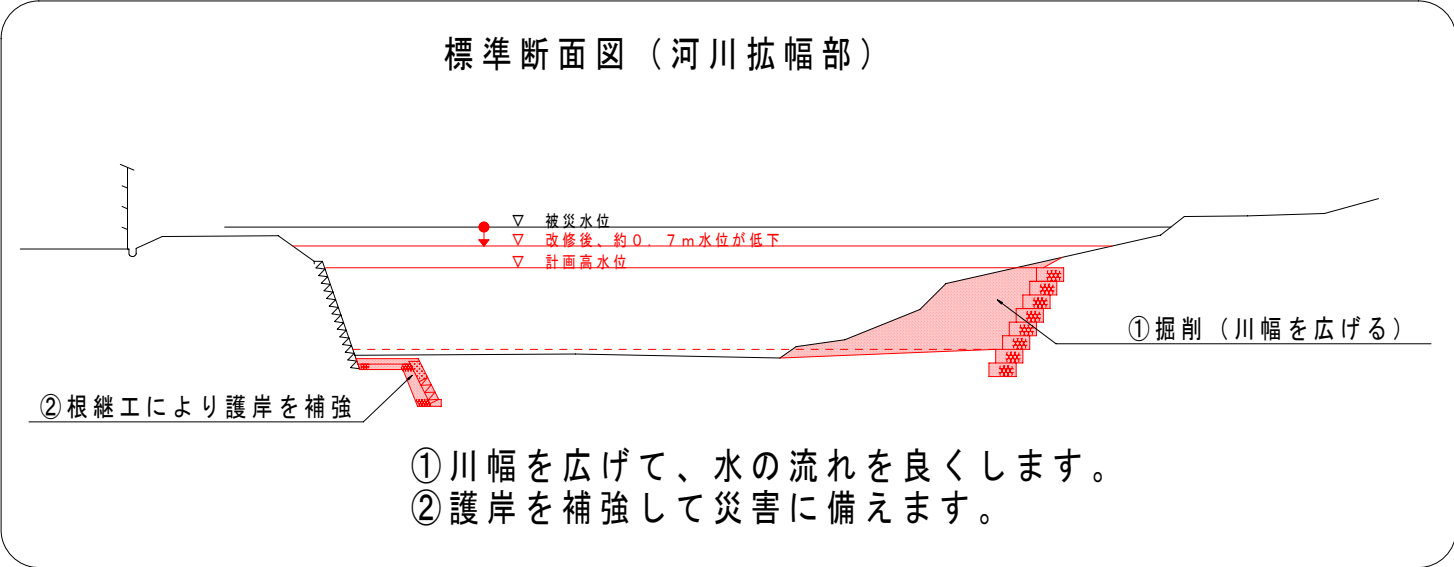 標準断面図（河川拡幅部）
▽ 被災水位
▽ 改修後、約０．７ｍ水位が低下
▽ 計画高水位
①掘削（川幅を広げる）
②根継工により護岸を補強
①川幅を広げて、水の流れを良くします。
②護岸を補強して災害に備えます。